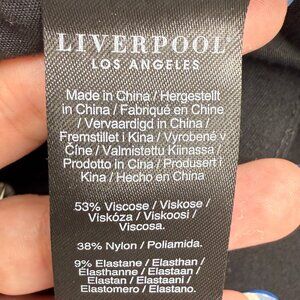 LIVERPOOL
LOS ANGELES
Made in China / Hergestellt
in China / Fabriqué en Chine
/ Vervaardigd in China /
Fremstillet i Kina / Vyrobené v
Číne / Valmistettu Kiinassa /
Prodotto in Cina / Produsert i
Kina / Hecho en China
53% Viscose / Viskose /
Viskóza / Viskoosi /
Viscosa.
38% Nylon / Poliamida.
9% Elastane / Elasthan /
Élasthanne / Elastaan /
Elastan / Elastaani /
Elastomero / Elastano.